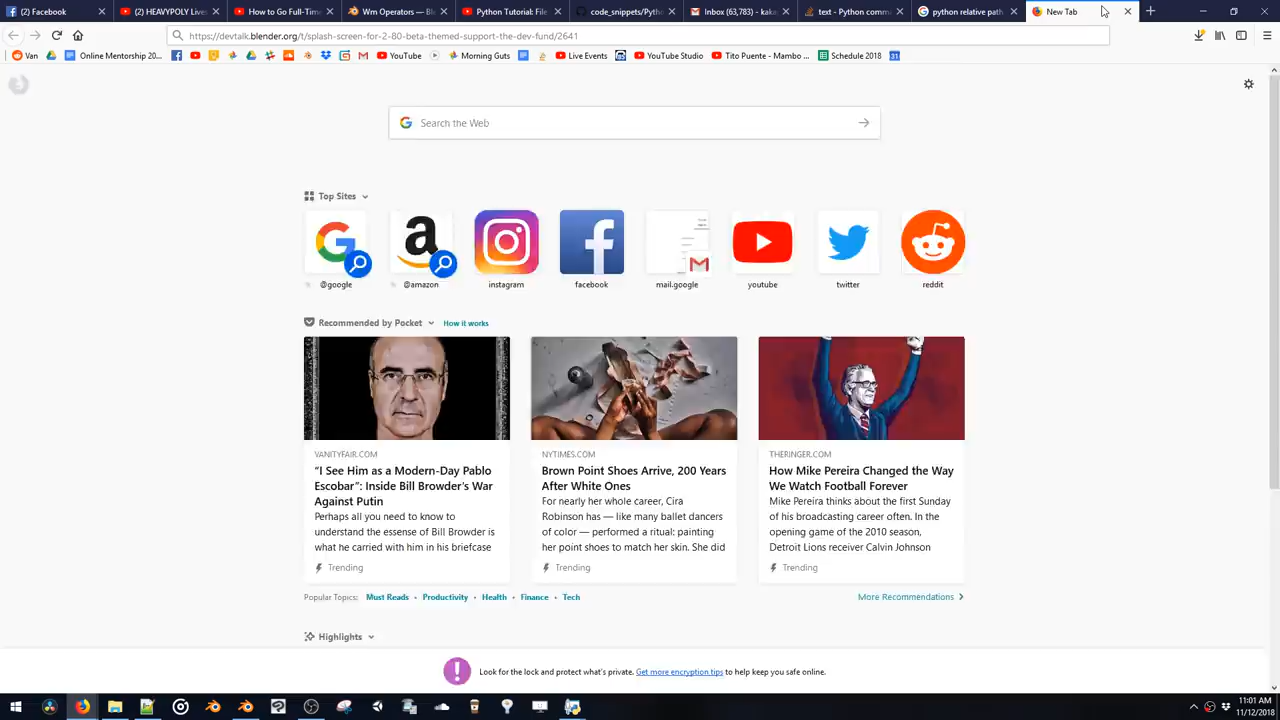 (2) Facebook
(2) HEAVYPOLY Lives
How to Go Full-Time
Wm Operators — Ble
Python Tutorial: File
code_snippets/Pyth
Inbox (63,783) - kake
text - Python comm
python relative path
New Tab
https://devtalk.blender.org/t/splash-screen-for-2-80-beta-themed-support-the-dev-fund/2641
Van
Online Mentorship 20...
YouTube
Morning Guts
Live Events
YouTube Studio
Tito Puente - Mambo ...
Schedule 2018
Search the Web
Top Sites
@google
@amazon
instagram
facebook
mail.google
youtube
twitter
reddit
Recommended by Pocket
How it works
VANITYFAIR.COM
“I See Him as a Modern-Day Pablo
Escobar”: Inside Bill Browder’s War
Against Putin
Perhaps all you need to know to
understand the essense of Bill Browder is
what he carried with him in his briefcase
Trending
NYTIMES.COM
Brown Point Shoes Arrive, 200 Years
After White Ones
For nearly her whole career, Cira
Robinson has — like many ballet dancers
of color — performed a ritual: painting
her point shoes to match her skin. She did
Trending
THERINGER.COM
How Mike Pereira Changed the Way
We Watch Football Forever
Mike Pereira thinks about the first Sunday
of his broadcasting career often. In the
opening game of the 2010 season,
Detroit Lions receiver Calvin Johnson
Trending
Popular Topics: Must Reads • Productivity • Health • Finance • Tech
More Recommendations
Highlights
Look for the lock and protect what's private. Get more encryption tips to help keep you safe online.
11:01 AM
11/12/2018